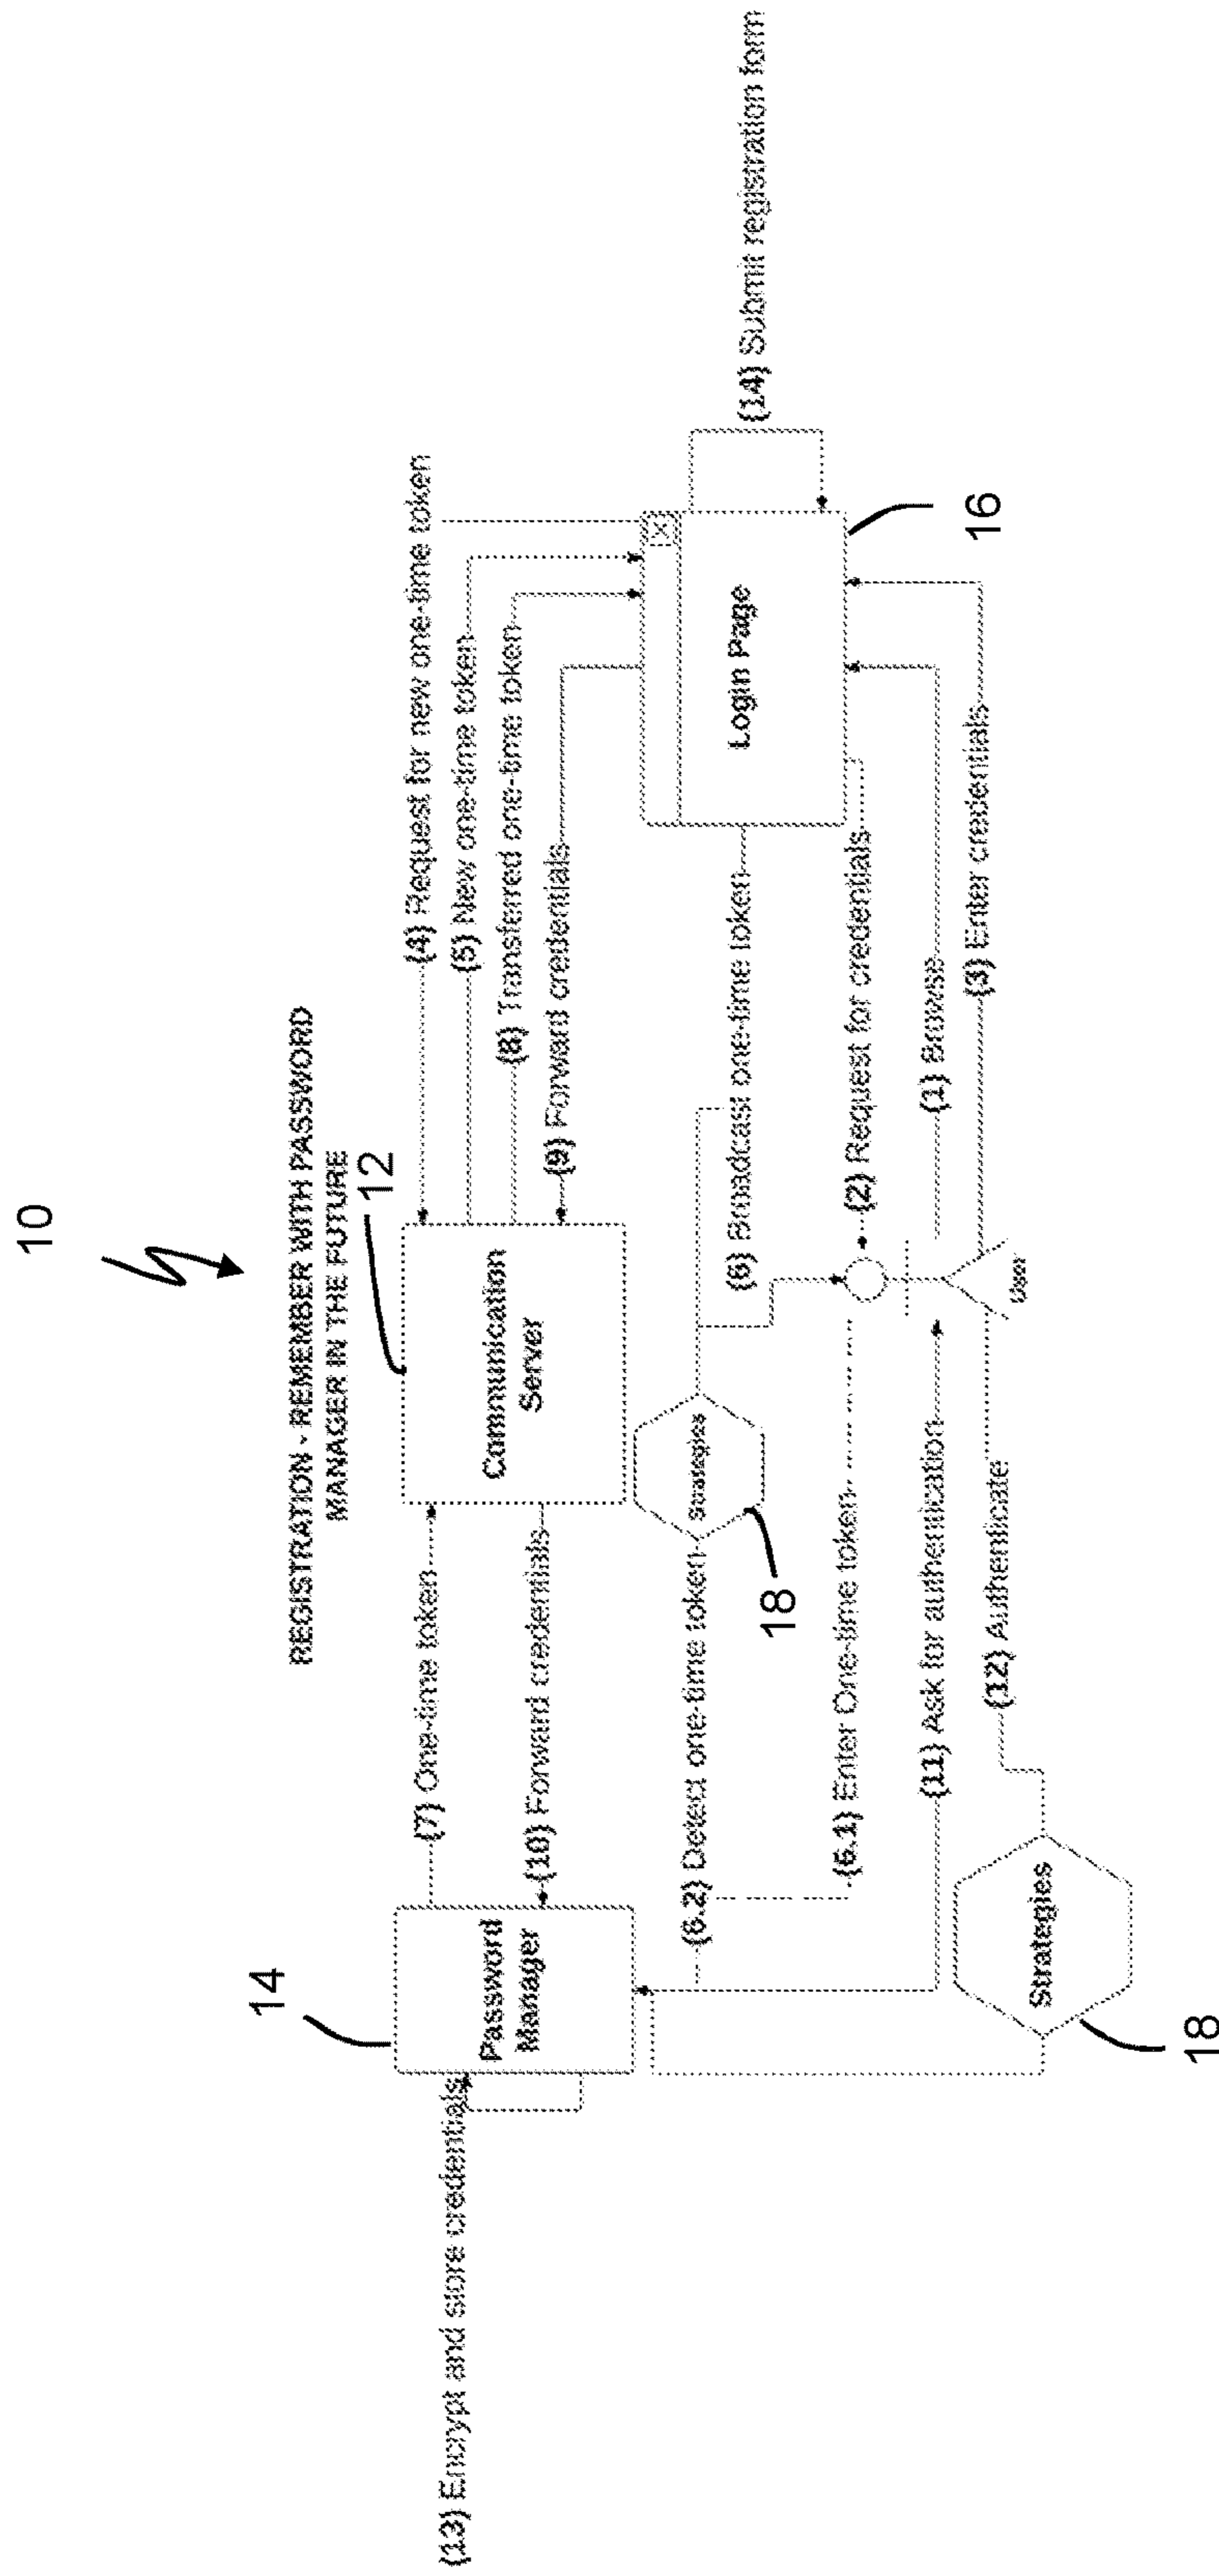 10
REGISTRATION - REMEMBER WITH PASSWORD
MANAGER IN THE FUTURE
(13) Encrypt and store credentials
14
Password
Manager
(7) One-time token
(10) Forward credentials
12
Communication
Server
(4) Request for new one-time token
(5) New one-time token
(8) Transferred one-time token
(9) Forward credentials
(6.2) Detect one-time token
Strategies
18
(6) Broadcast one-time token
X
Login Page
16
(14) Submit registration form
(6.1) Enter One-time token
(2) Request for credentials
(11) Ask for authentication
(1) Browse
(12) Authenticate
(3) Enter credentials
User
Strategies
18